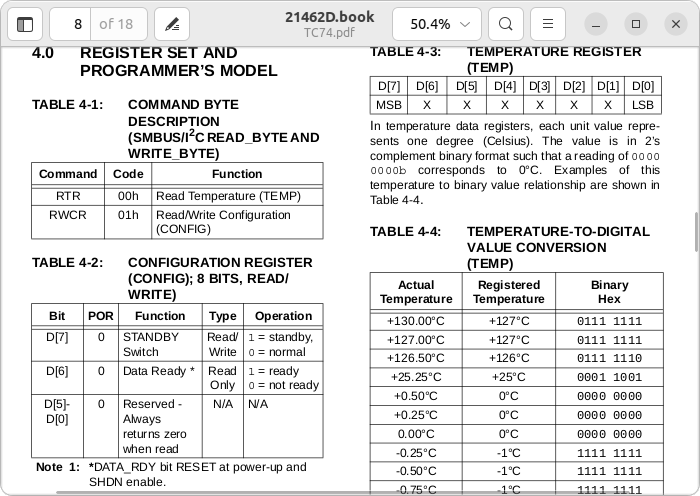 8 of 18
21462D.book
TC74.pdf
50.4%
4.0 REGISTER SET AND
PROGRAMMER'S MODEL
TABLE 4-1: COMMAND BYTE
DESCRIPTION
(SMBUS/I2C READ_BYTE AND
WRITE_BYTE)
Command Code Function
RTR 00h Read Temperature (TEMP)
RWCR 01h Read/Write Configuration
(CONFIG)
TABLE 4-2: CONFIGURATION REGISTER
(CONFIG); 8 BITS, READ/
WRITE)
Bit POR Function Type Operation
D[7] 0 STANDBY Read/ 1 = standby,
Switch Write 0 = normal
D[6] 0 Data Ready * Read 1 = ready
Only 0 = not ready
D[5]- 0 Reserved - N/A N/A
D[0] Always
returns zero
when read
Note 1: *DATA_RDY bit RESET at power-up and
SHDN enable.
TABLE 4-3: TEMPERATURE REGISTER
(TEMP)
D[7] D[6] D[5] D[4] D[3] D[2] D[1] D[0]
MSB X X X X X X LSB
In temperature data registers, each unit value repre-
sents one degree (Celsius). The value is in 2's
complement binary format such that a reading of 0000
0000b corresponds to 0°C. Examples of this
temperature to binary value relationship are shown in
Table 4-4.
TABLE 4-4: TEMPERATURE-TO-DIGITAL
VALUE CONVERSION
(TEMP)
Actual Registered Binary
Temperature Temperature Hex
+130.00°C +127°C 0111 1111
+127.00°C +127°C 0111 1111
+126.50°C +126°C 0111 1110
+25.25°C +25°C 0001 1001
+0.50°C 0°C 0000 0000
+0.25°C 0°C 0000 0000
0.00°C 0°C 0000 0000
-0.25°C -1°C 1111 1111
-0.50°C -1°C 1111 1111
-0.75°C -1°C 1111 1111